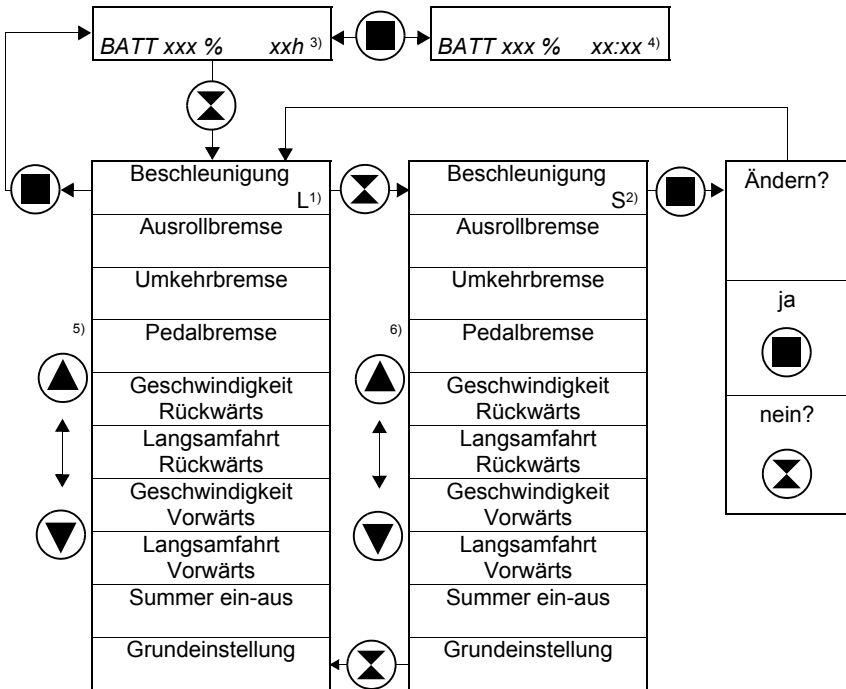 BATT xxx % xxh 3)
BATT xxx % xx:xx 4)
Beschleunigung
L1)
Ausrollbremse
Umkehrbremse
5)
Pedalbremse
Geschwindigkeit
Rückwärts
Langsamfahrt
Rückwärts
Geschwindigkeit
Vorwärts
Langsamfahrt
Vorwärts
Summer ein-aus
Grundeinstellung
Beschleunigung
S2)
Ausrollbremse
Umkehrbremse
6)
Pedalbremse
Geschwindigkeit
Rückwärts
Langsamfahrt
Rückwärts
Geschwindigkeit
Vorwärts
Langsamfahrt
Vorwärts
Summer ein-aus
Grundeinstellung
Ändern?
ja
nein?